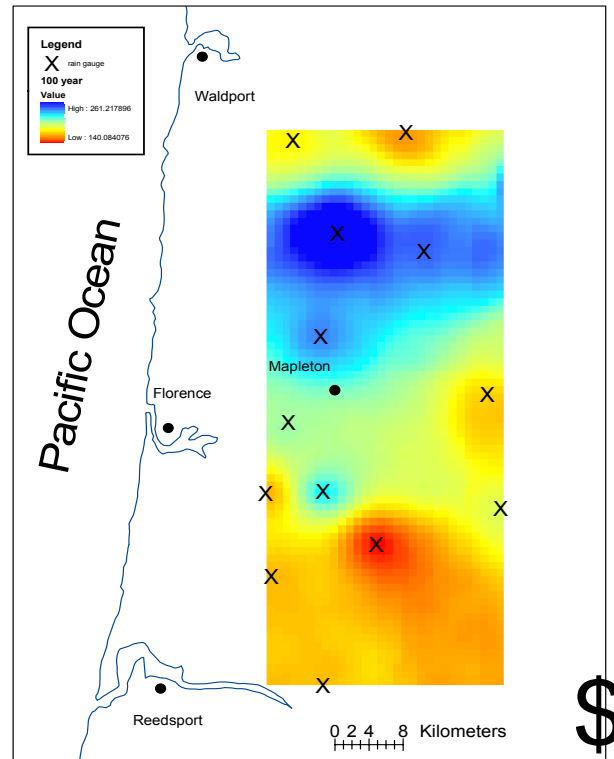 Legend
X rain gauge
100 year
Value
High : 261.217896
Low : 140.084076
Waldport
X
X
X
X
X
Mapleton
X
Pacific Ocean
Florence
X
X
X
X
X
X
X
Reedsport
0 2 4 8 Kilometers
$